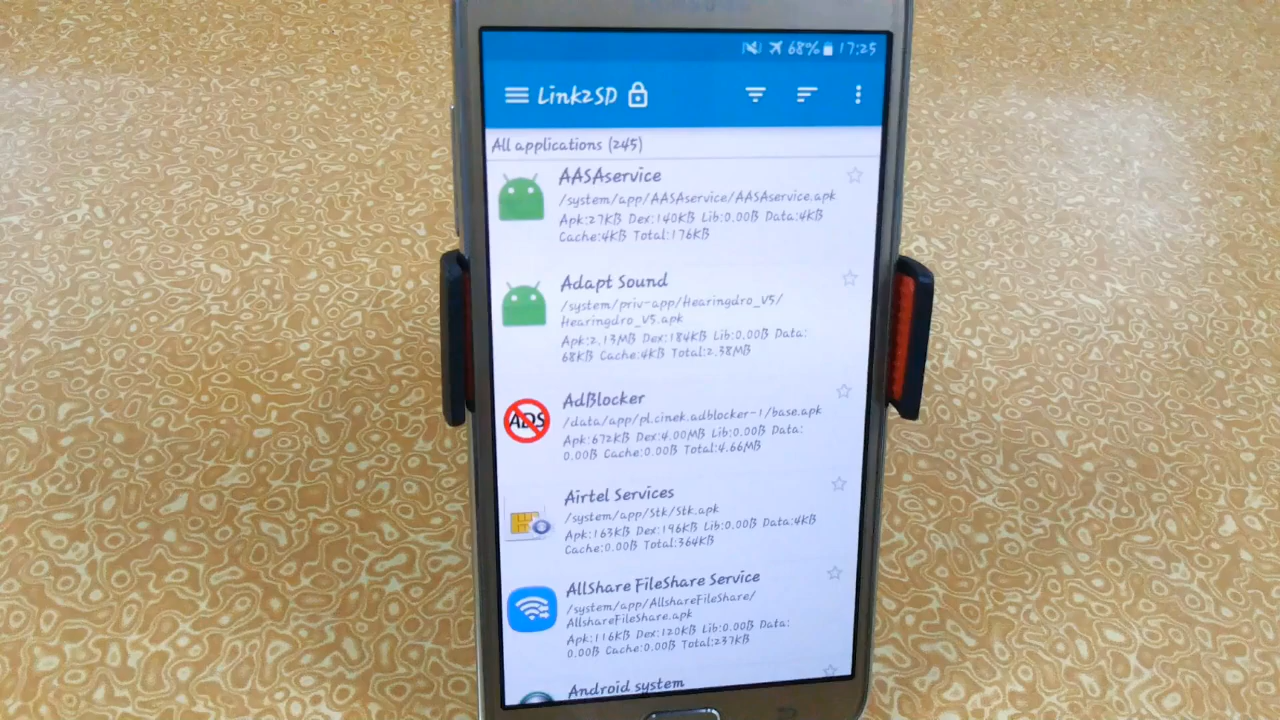 68% 17:25
Link2SD
All applications (245)
AASAservice
/system/app/AASAservice/AASAservice.apk
Apk:27KB Dex:140KB Lib:0.00B Data:4KB
Cache:4KB Total:176KB
Adapt Sound
/system/priv-app/Hearingdro_V5/
Hearingdro_V5.apk
Apk:2.13MB Dex:184KB Lib:0.00B Data:
68KB Cache:4KB Total:2.38MB
ADS
AdBlocker
/data/app/pl.cinek.adblocker-1/base.apk
Apk:672KB Dex:4.00MB Lib:0.00B Data:
0.00B Cache:0.00B Total:4.66MB
Airtel Services
/system/app/Stk/Stk.apk
Apk:163KB Dex:196KB Lib:0.00B Data:4KB
Cache:0.00B Total:364KB
AllShare FileShare Service
/system/app/AllshareFileShare/
AllshareFileShare.apk
Apk:116KB Dex:120KB Lib:0.00B Data:
0.00B Cache:0.00B Total:237KB
Android system